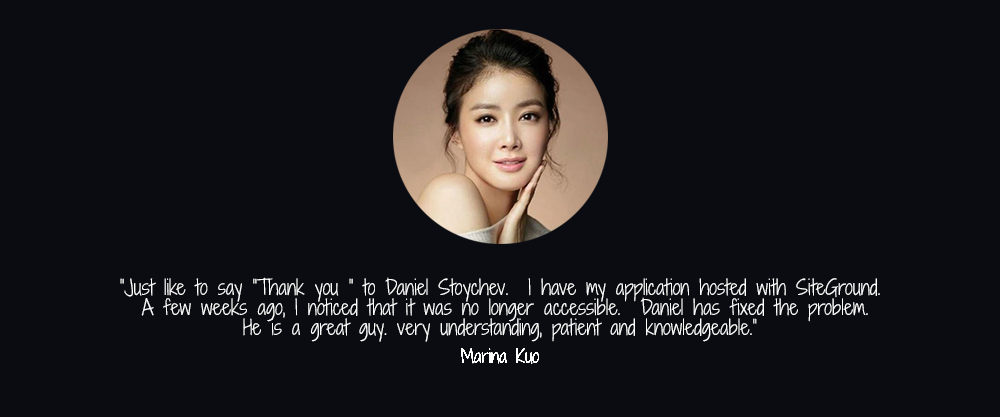 "Just like to say "Thank you " to Daniel Stoychev.  I have my application hosted with SiteGround.
A few weeks ago, I noticed that it was no longer accessible.  Daniel has fixed the problem.
He is a great guy. very understanding, patient and knowledgeable."
Marina Kuo